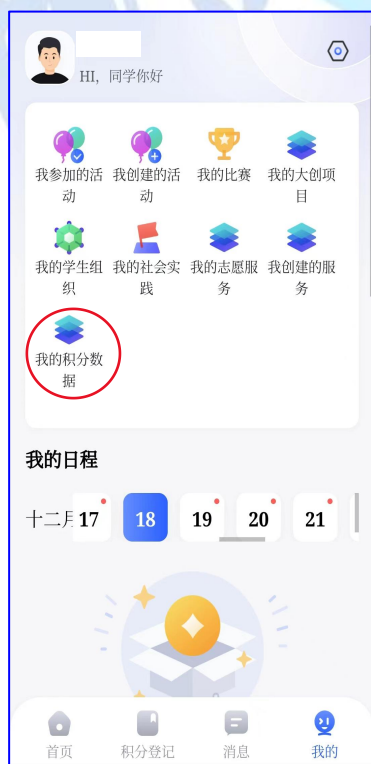 HI，同学你好
我参加的活动
我创建的活动
我的比赛
我的大创项目
我的学生组织
我的社会实践
我的志愿服务
我创建的服务
我的积分数据
我的日程
十二月 17 18 19 20 21
首页 积分登记 消息 我的